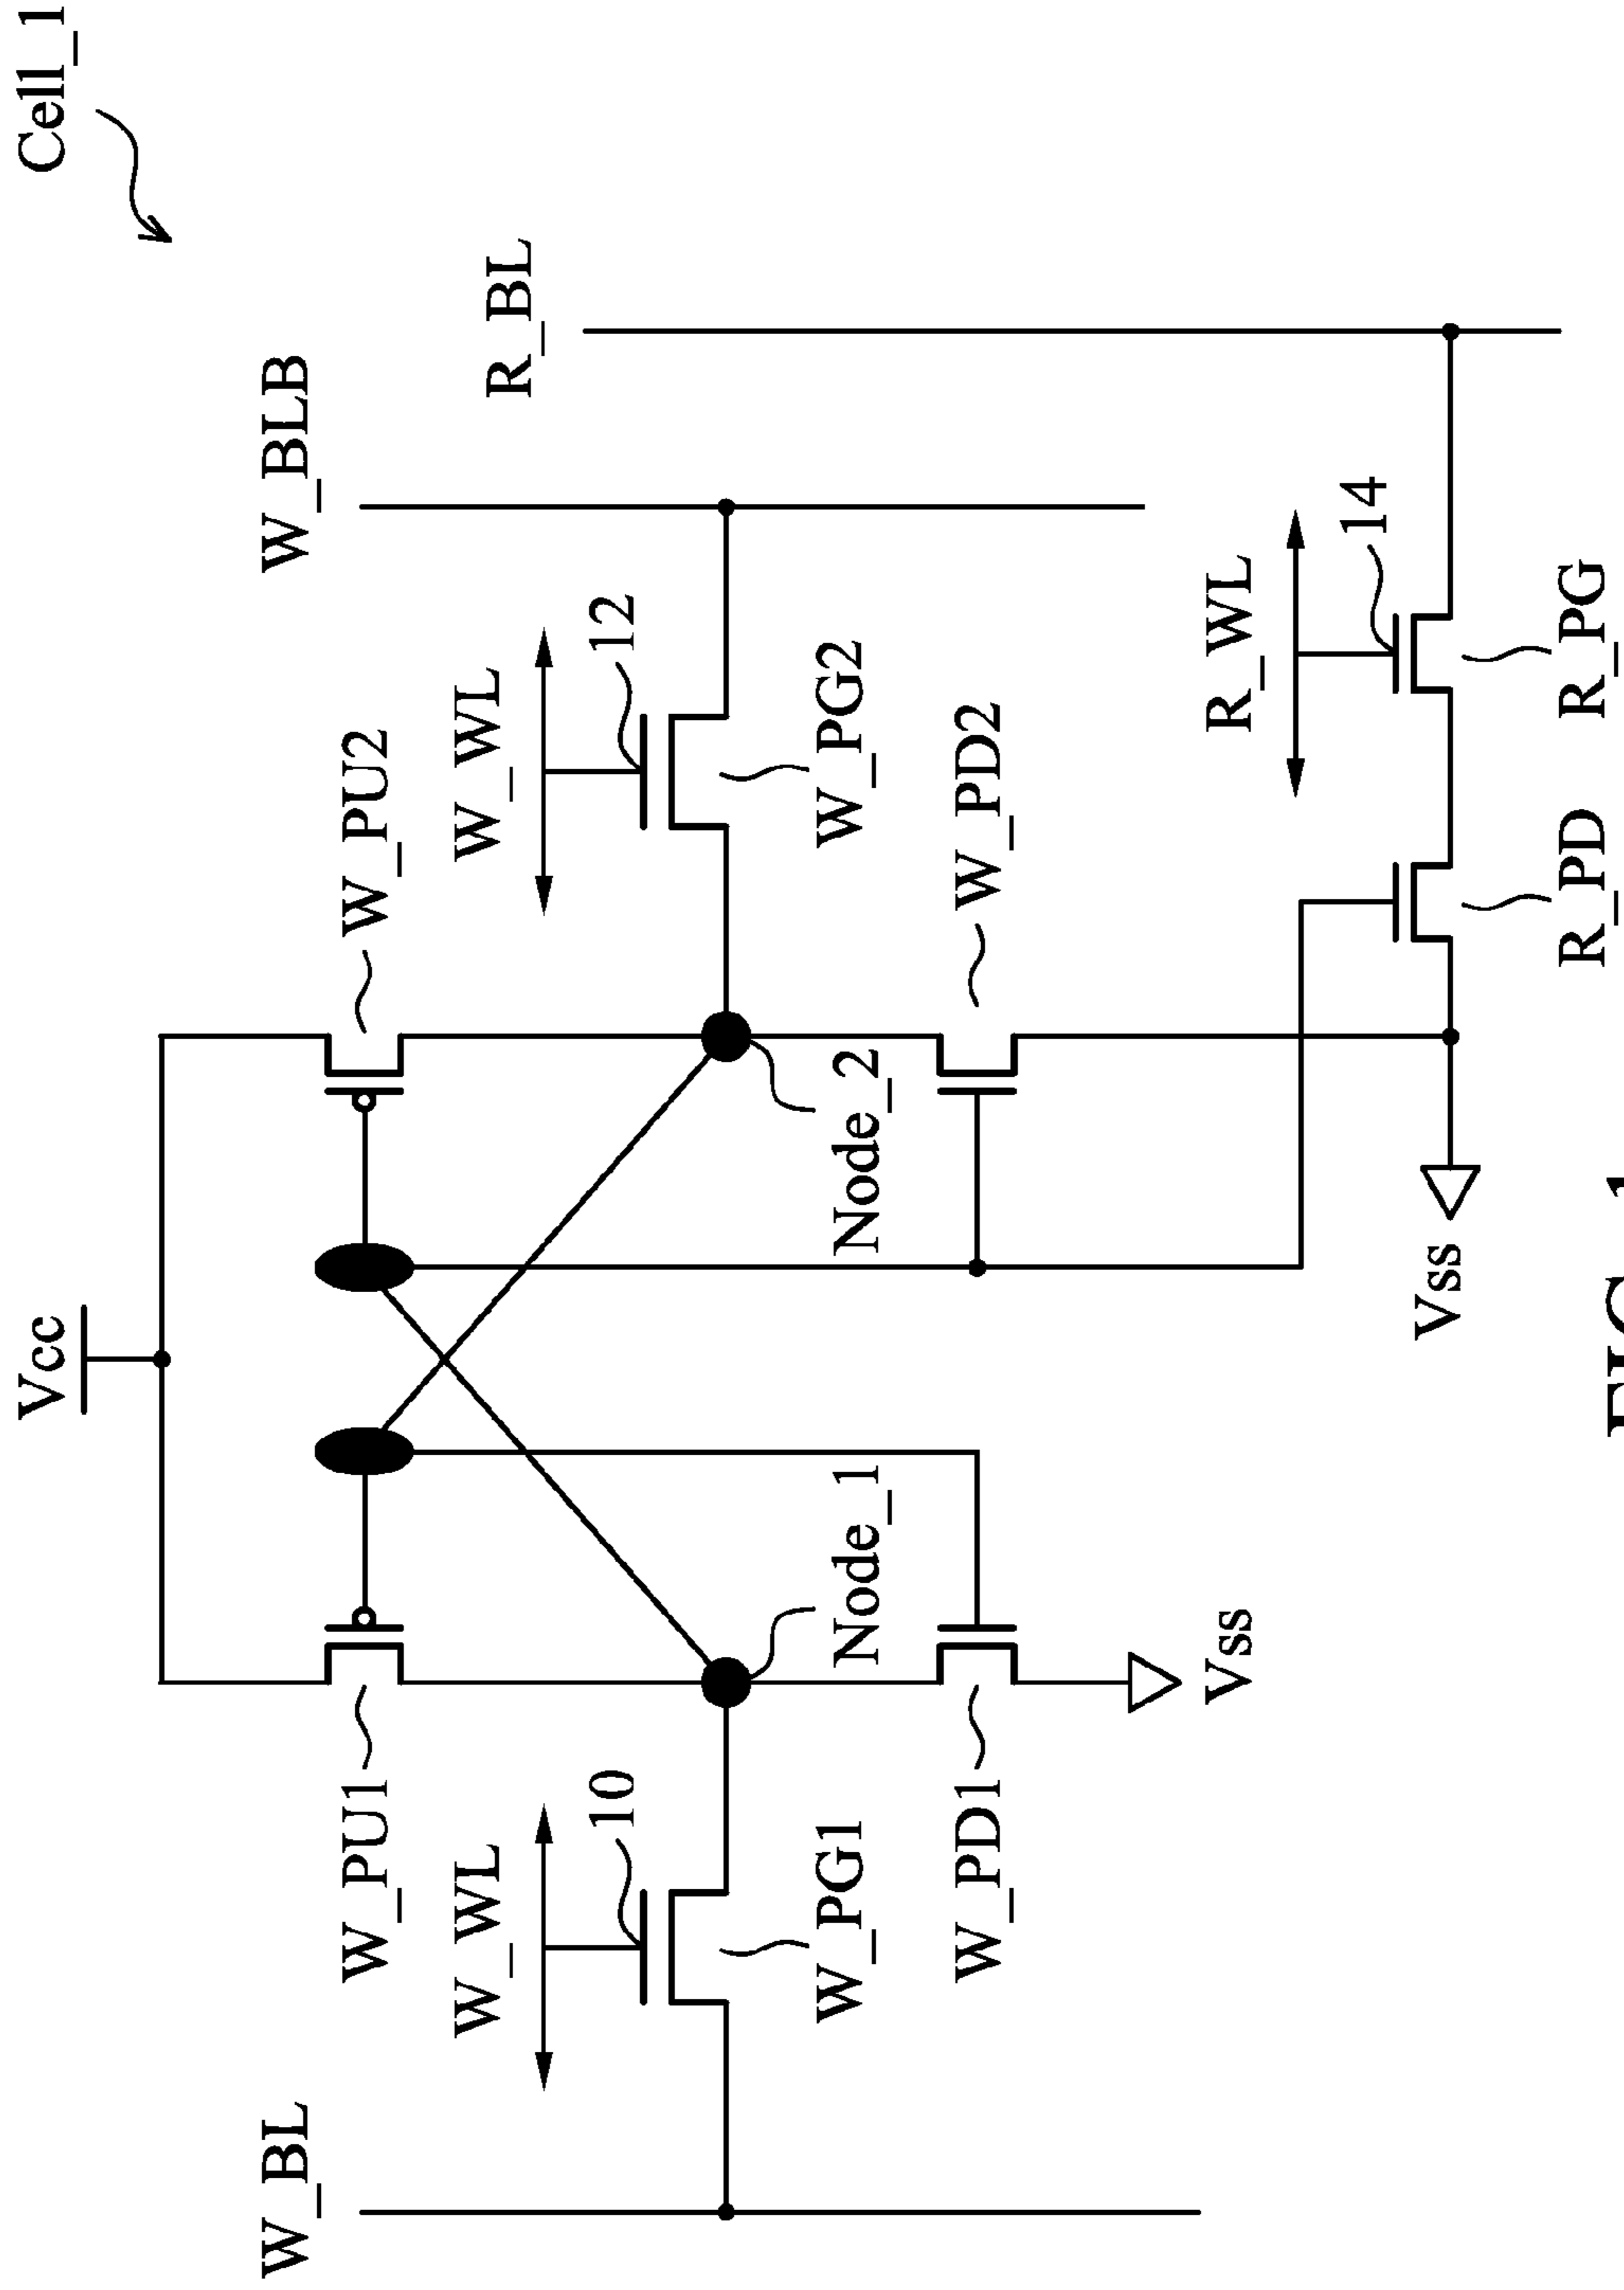 Cell_1
Vcc
W_BL
W_BLB
R_BL
W_PU1
W_PU2
W_WL
10
W_WL
12
W_PG1
Node_1
Node_2
W_PG2
W_PD1
W_PD2
Vss
R_WL
14
Vss
R_PD
R_PG